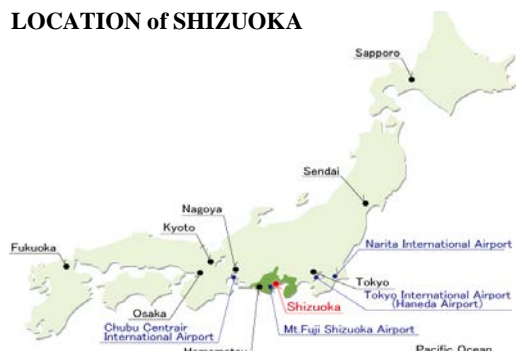 LOCATION of SHIZUOKA
Sapporo
Sendai
Nagoya
Kyoto
Fukuoka
Narita International Airport
Tokyo
Tokyo International Airport
(Haneda Airport)
Shizuoka
Osaka
Chubu Centrair
International Airport
Mt.Fuji Shizuoka Airport
Hamamatsu
Pacific Ocean